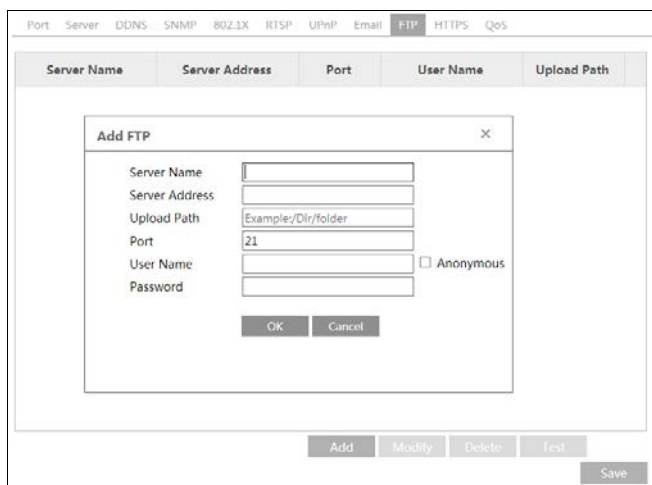 Port Server DDNS SNMP 802.1X RTSP UPnP Email FTP HTTPS QoS
Server Name Server Address Port User Name Upload Path
Add FTP ×
Server Name
Server Address
Upload Path Example:/Dir/folder
Port 21
User Name Anonymous
Password
OK Cancel
Add Modify Delete Test
Save